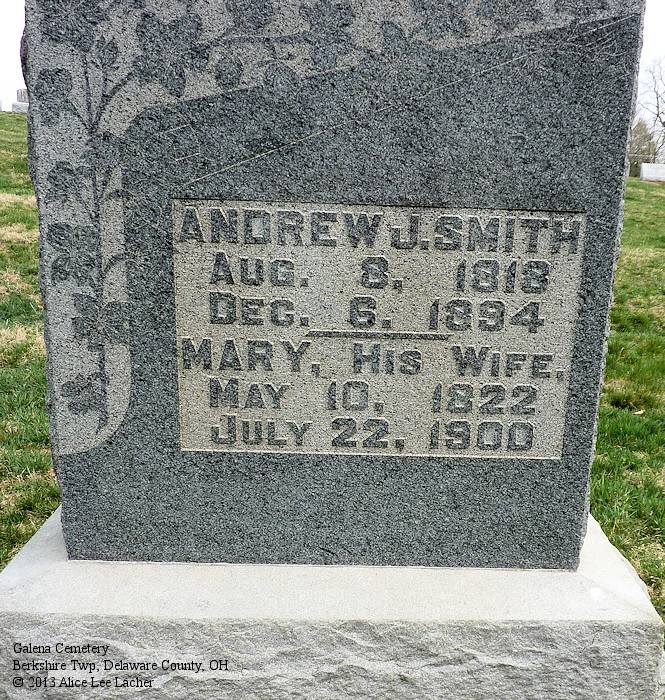 ANDREW J. SMITH
AUG. 8, 1818
DEC. 6. 1894
MARY, HIS WIFE,
MAY 10, 1822
JULY 22, 1900
Galena Cemetery
Berkshire Twp, Delaware County, OH
© 2013 Alice Lee Lacher